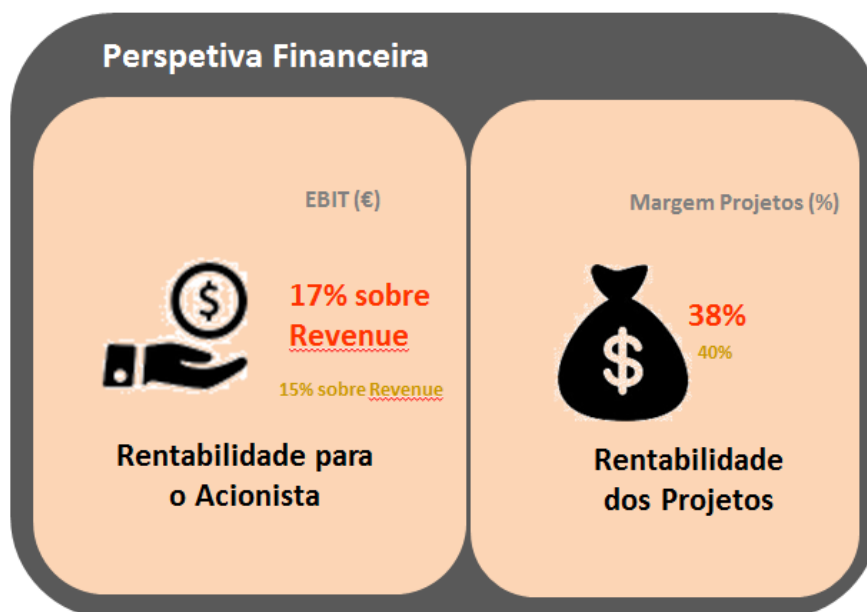 Perspetiva Financeira
EBIT (€)
17% sobre
Revenue
15% sobre Revenue
Rentabilidade para
o Acionista
Margem Projetos (%)
38%
40%
Rentabilidade
dos Projetos